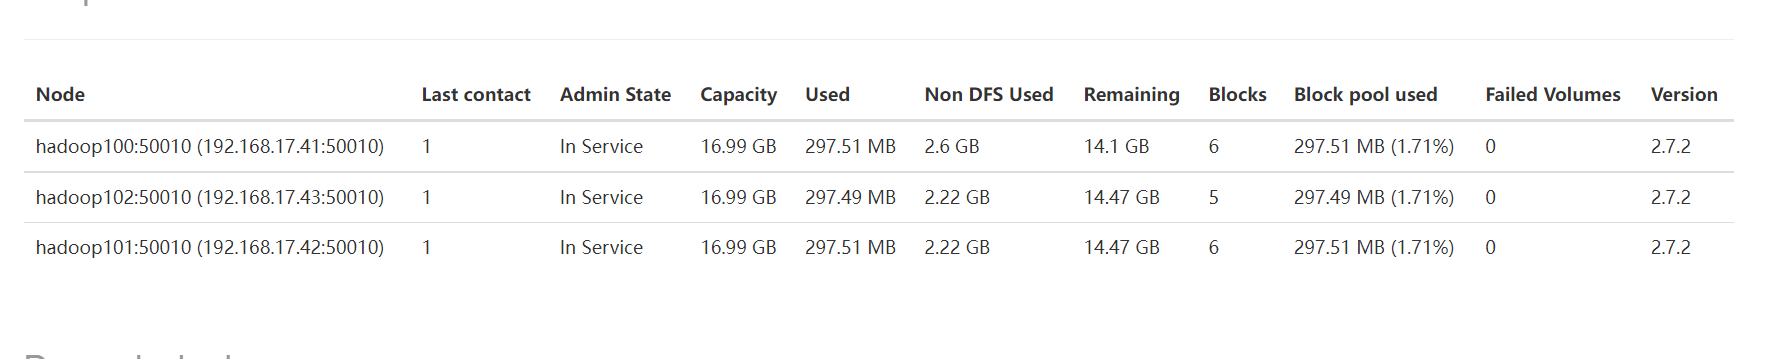 Node Last contact Admin State Capacity Used Non DFS Used Remaining Blocks Block pool used Failed Volumes Version
hadoop100:50010 (192.168.17.41:50010) 1 In Service 16.99 GB 297.51 MB 2.6 GB 14.1 GB 6 297.51 MB (1.71%) 0 2.7.2
hadoop102:50010 (192.168.17.43:50010) 1 In Service 16.99 GB 297.49 MB 2.22 GB 14.47 GB 5 297.49 MB (1.71%) 0 2.7.2
hadoop101:50010 (192.168.17.42:50010) 1 In Service 16.99 GB 297.51 MB 2.22 GB 14.47 GB 6 297.51 MB (1.71%) 0 2.7.2